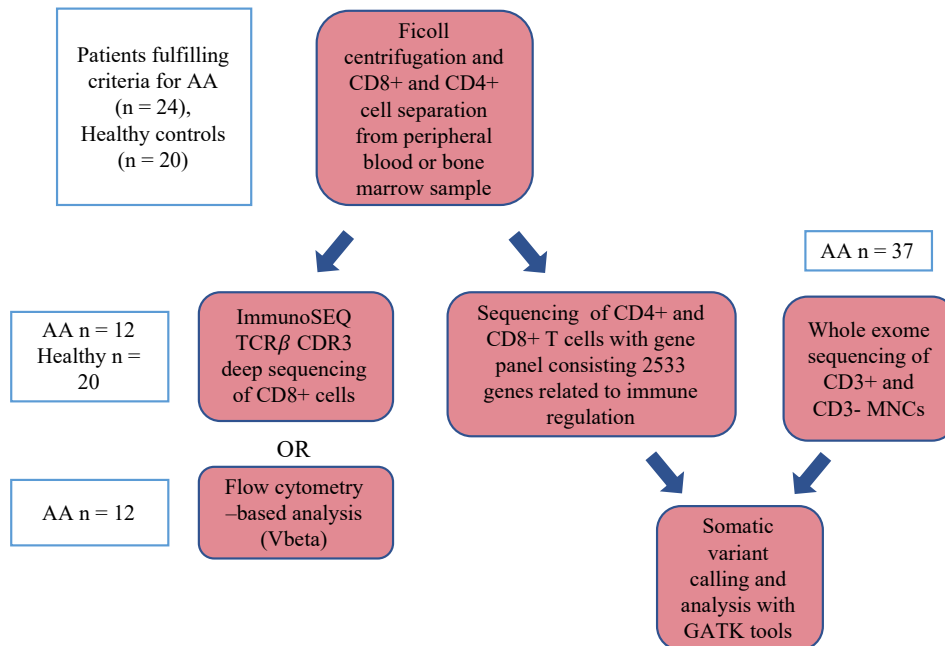 Patients fulfilling
criteria for AA
(n = 24),
Healthy controls
(n = 20)
Ficoll
centrifugation and
CD8+ and CD4+
cell separation
from peripheral
blood or bone
marrow sample
AA n = 37
AA n = 12
Healthy n =
20
ImmunoSEQ
TCRβ CDR3
deep sequencing
of CD8+ cells
Sequencing of CD4+ and
CD8+ T cells with gene
panel consisting 2533
genes related to immune
regulation
Whole exome
sequencing of
CD3+ and
CD3- MNCs
OR
AA n = 12
Flow cytometry
–based analysis
(Vbeta)
Somatic
variant
calling and
analysis with
GATK tools